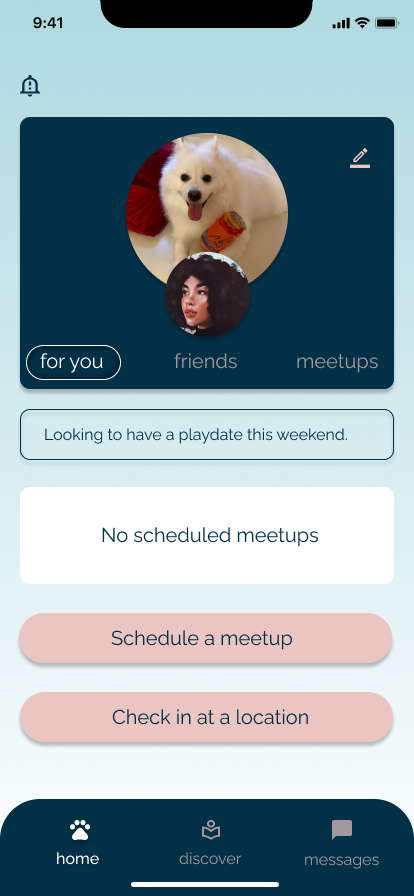 9:41
for you
friends
meetups
Looking to have a playdate this weekend.
No scheduled meetups
Schedule a meetup
Check in at a location
home
discover
messages